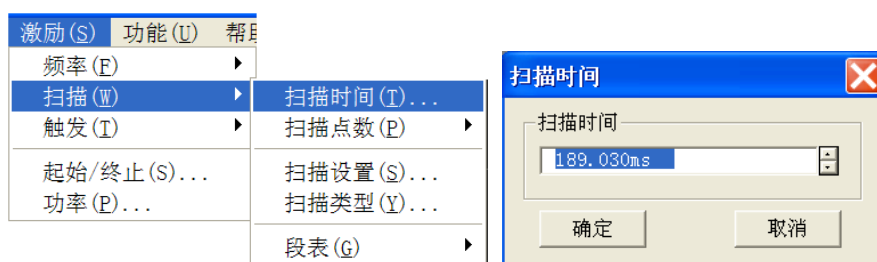 激励(S) 功能(U) 帮
频率(F)
扫描(W)
触发(T)
起始/终止(S)...
功率(P)...
扫描时间(T)...
扫描点数(P)
扫描设置(S)...
扫描类型(Y)...
段表(G)
扫描时间
扫描时间
189.030ms
确定 取消